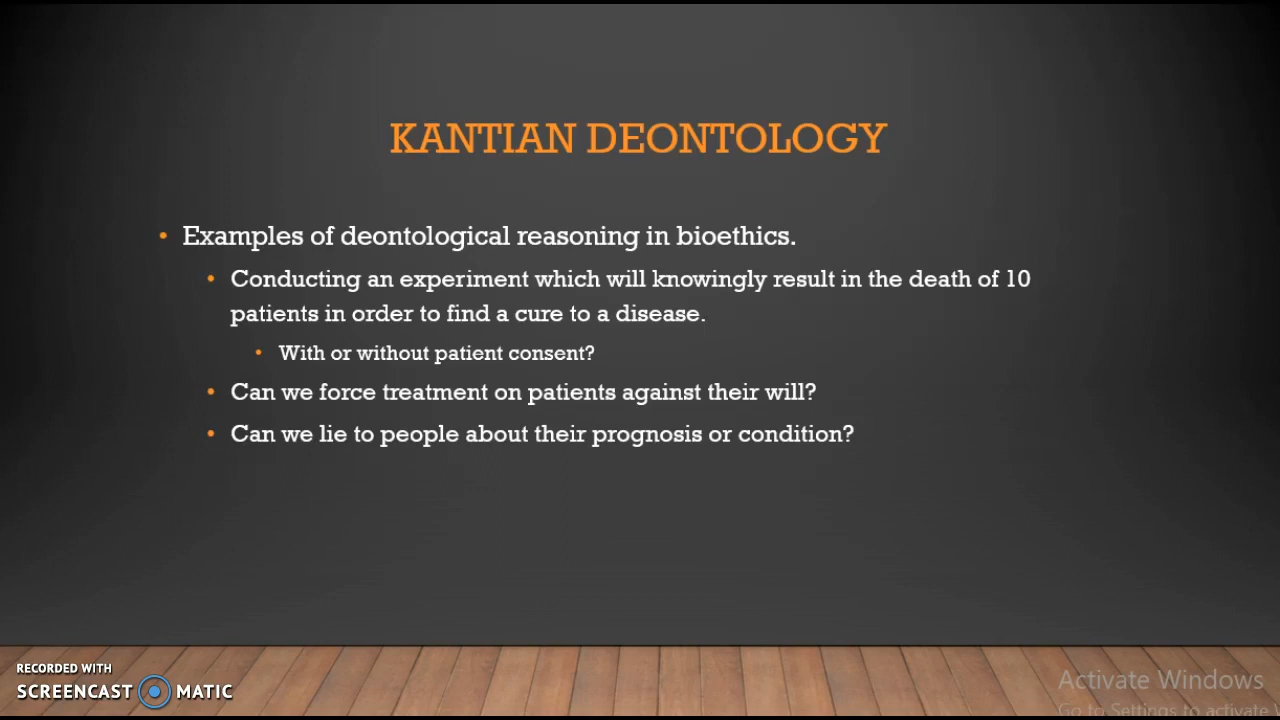 KANTIAN DEONTOLOGY
• Examples of deontological reasoning in bioethics.
• Conducting an experiment which will knowingly result in the death of 10
patients in order to find a cure to a disease.
• With or without patient consent?
• Can we force treatment on patients against their will?
• Can we lie to people about their prognosis or condition?
RECORDED WITH
SCREENCAST MATIC
Activate Windows
Go to Settings to activate